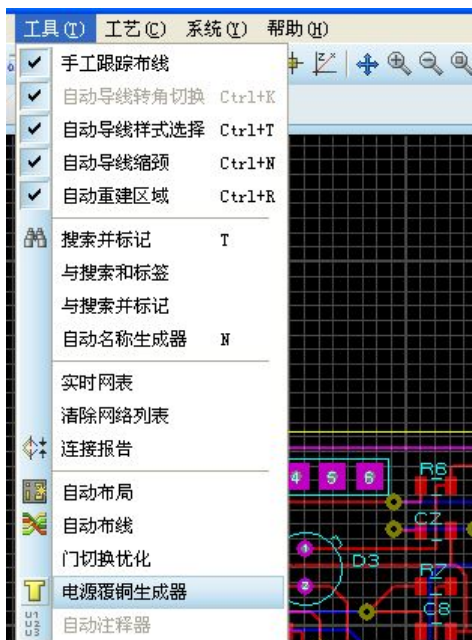 工具(T) 工艺(C) 系统(Y) 帮助(H)
手工跟踪布线
自动导线转角切换 Ctrl+K
自动导线样式选择 Ctrl+T
自动导线缩颈 Ctrl+N
自动重建区域 Ctrl+R
搜索并标记 T
与搜索和标签
与搜索并标记
自动名称生成器 N
实时网表
清除网络列表
连接报告
自动布局
自动布线
门切换优化
电源覆铜生成器
U1
U2
U3
自动注释器
4 5 6
R6
C7
1
D3
2
R7
C8